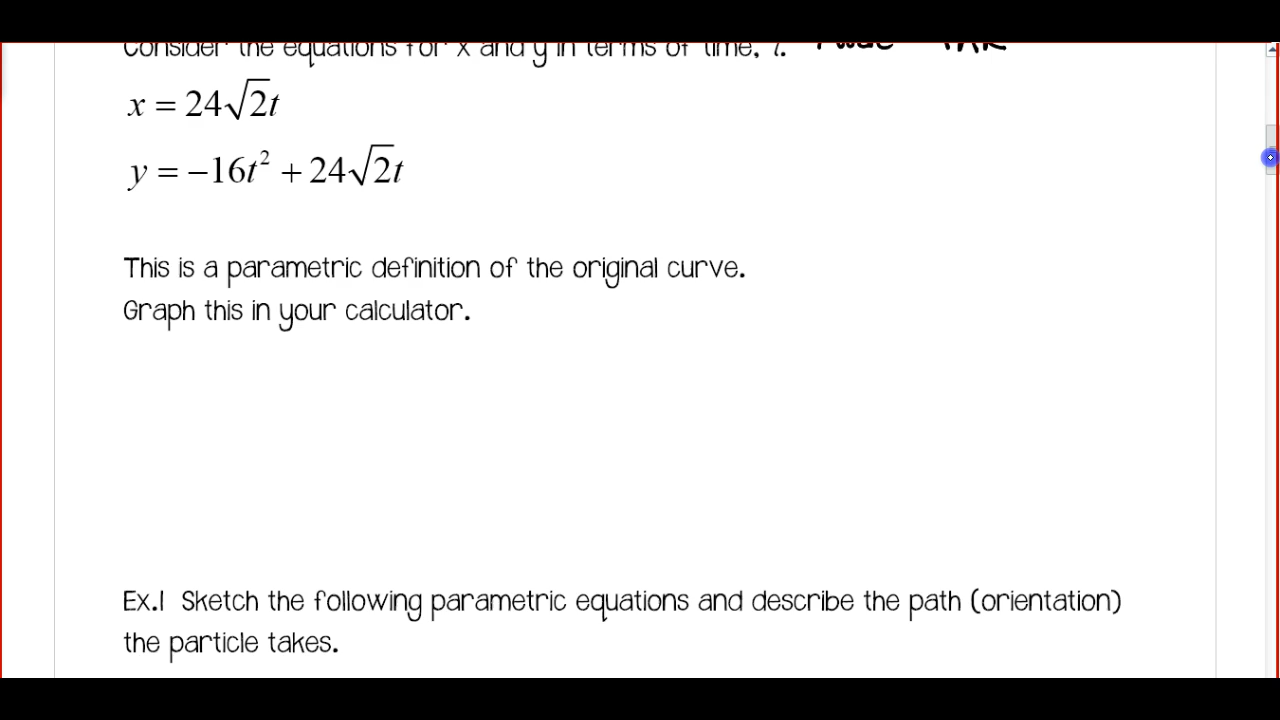 Consider the equations for x and y in terms of time, t.
x = 24√2t
y = −16t² + 24√2t
This is a parametric definition of the original curve.
Graph this in your calculator.
Ex.1 Sketch the following parametric equations and describe the path (orientation)
the particle takes.